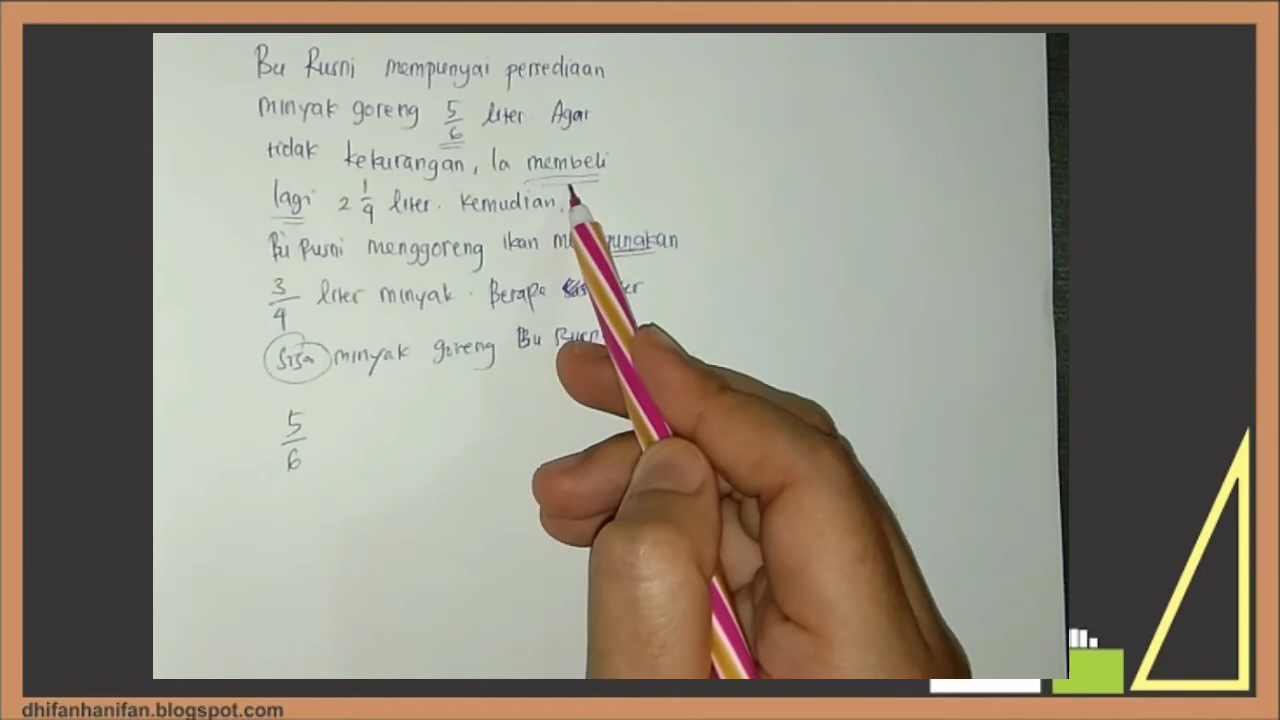 Bu Rusni mempunyai persediaan
minyak goreng 5/6 liter Agar
tidak kekurangan, Ia membeli
lagi 2 1/4 liter. Kemudian,
Bu Rusni menggoreng ikan
3/4 liter minyak. Berapa
sisa minyak goreng Bu
5/6
dhifanhanifan.blogspot.com